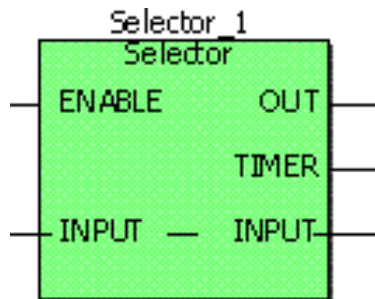 Selector_1
Selector
ENABLE OUT
TIMER
INPUT — INPUT